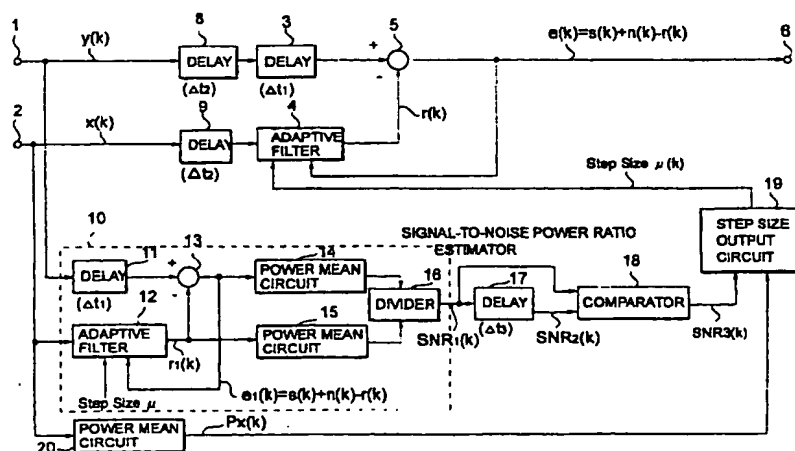 1 y(k) 8 3 5 e(k)=s(k)+n(k)-r(k) 6
DELAY DELAY + -
(Δt2) (Δt1)
2 x(k) 9 4 r(k)
DELAY ADAPTIVE FILTER
(Δt2)
Step Size μ(k)
19
STEP SIZE
OUTPUT
CIRCUIT
10
SIGNAL-TO-NOISE POWER RATIO
ESTIMATOR
11 13 14
DELAY + -
(Δt1)
POWER MEAN
CIRCUIT
16
DIVIDER
17
DELAY
(Δt3)
18
COMPARATOR
12
ADAPTIVE
FILTER
r1(k)
15
POWER MEAN
CIRCUIT
SNR1(k) SNR2(k) SNR3(k)
Step Size μ
e1(k)=s(k)+n(k)-r(k)
20
POWER MEAN
CIRCUIT
Px(k)